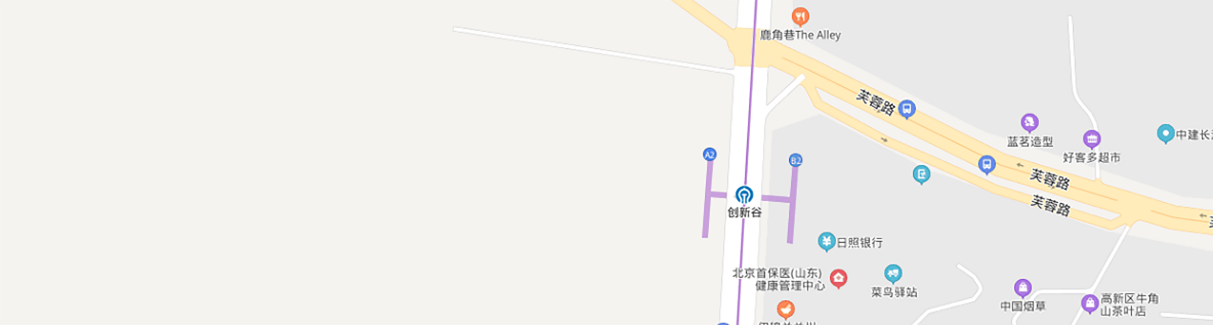 鹿角巷The Alley
芙蓉路
蓝茗造型
好客多超市
中建长
A2
B2
芙蓉路
芙蓉路
创新谷
日照银行
北京首保医(山东)
健康管理中心
菜鸟驿站
中国烟草
高新区牛角
山茶叶店